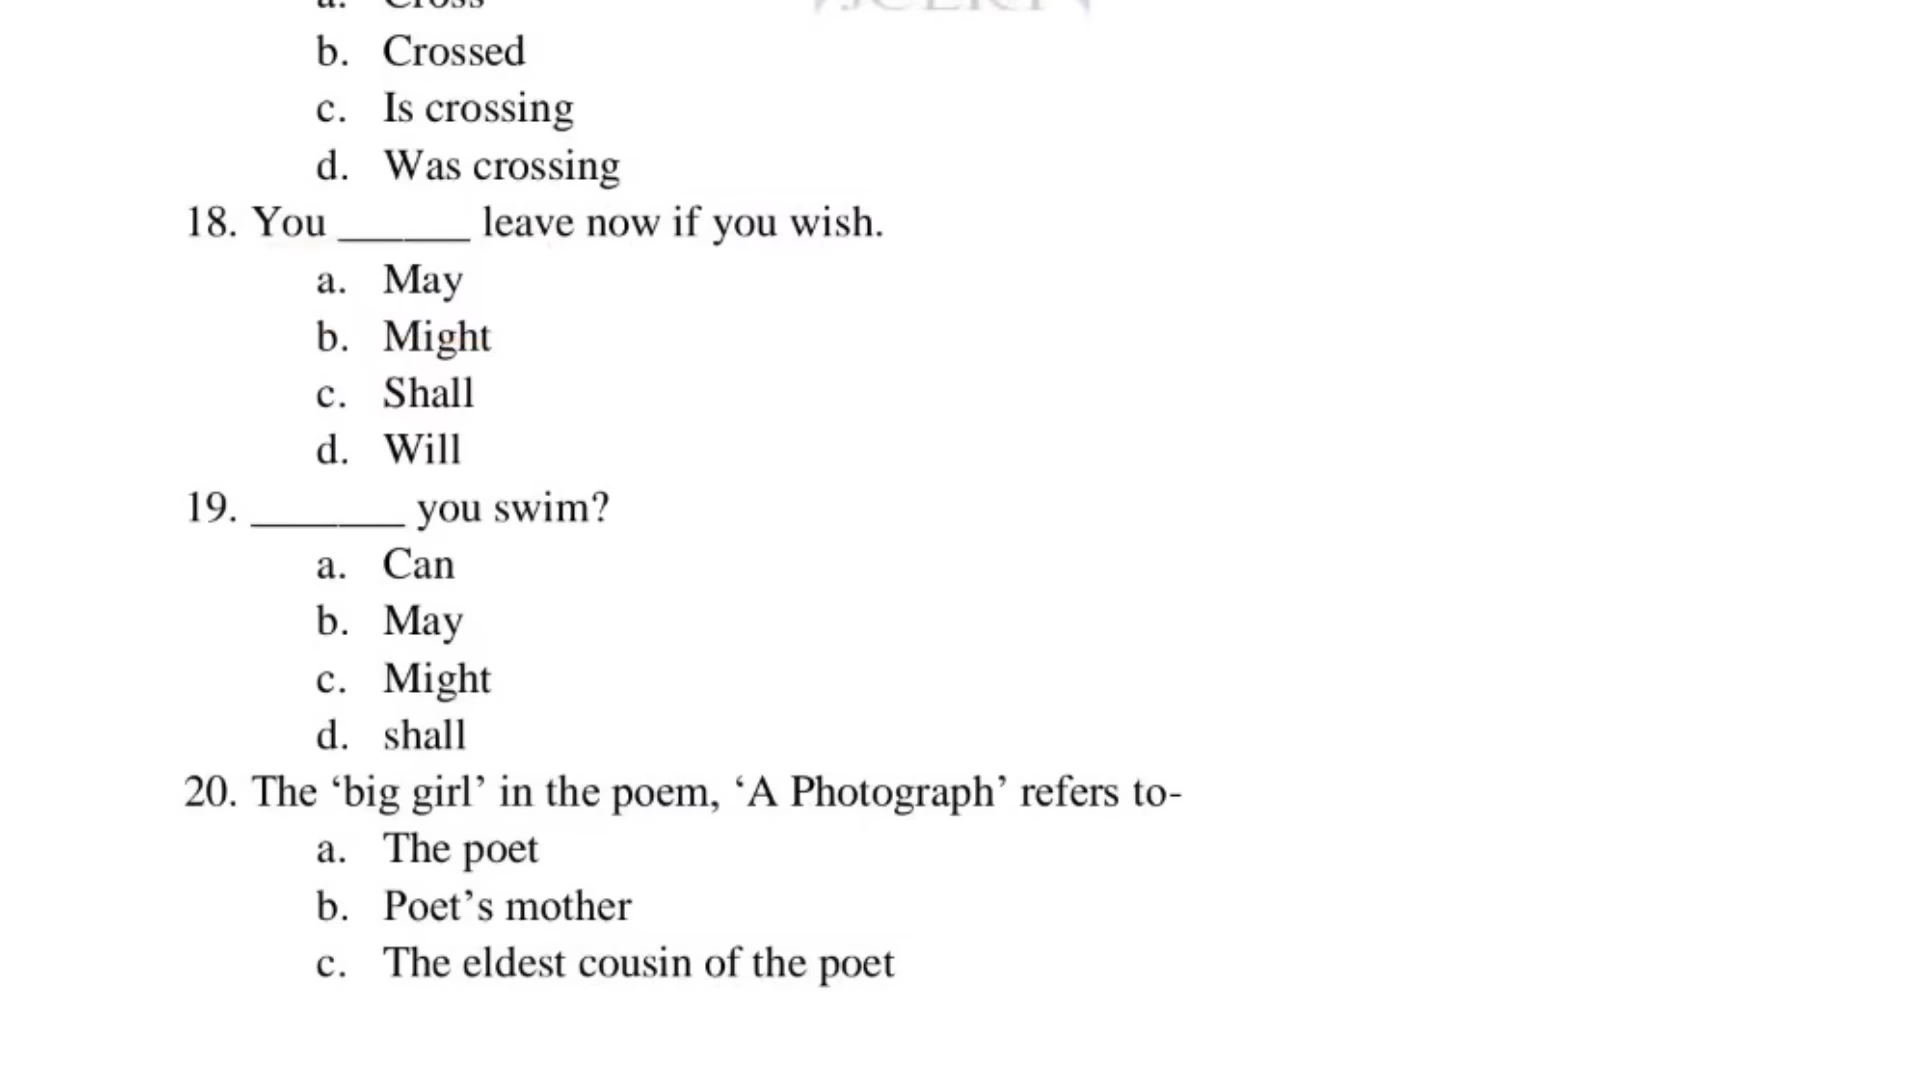 b. Crossed
c. Is crossing
d. Was crossing
18. You ______ leave now if you wish.
a. May
b. Might
c. Shall
d. Will
19. _______ you swim?
a. Can
b. May
c. Might
d. shall
20. The ‘big girl’ in the poem, ‘A Photograph’ refers to-
a. The poet
b. Poet’s mother
c. The eldest cousin of the poet